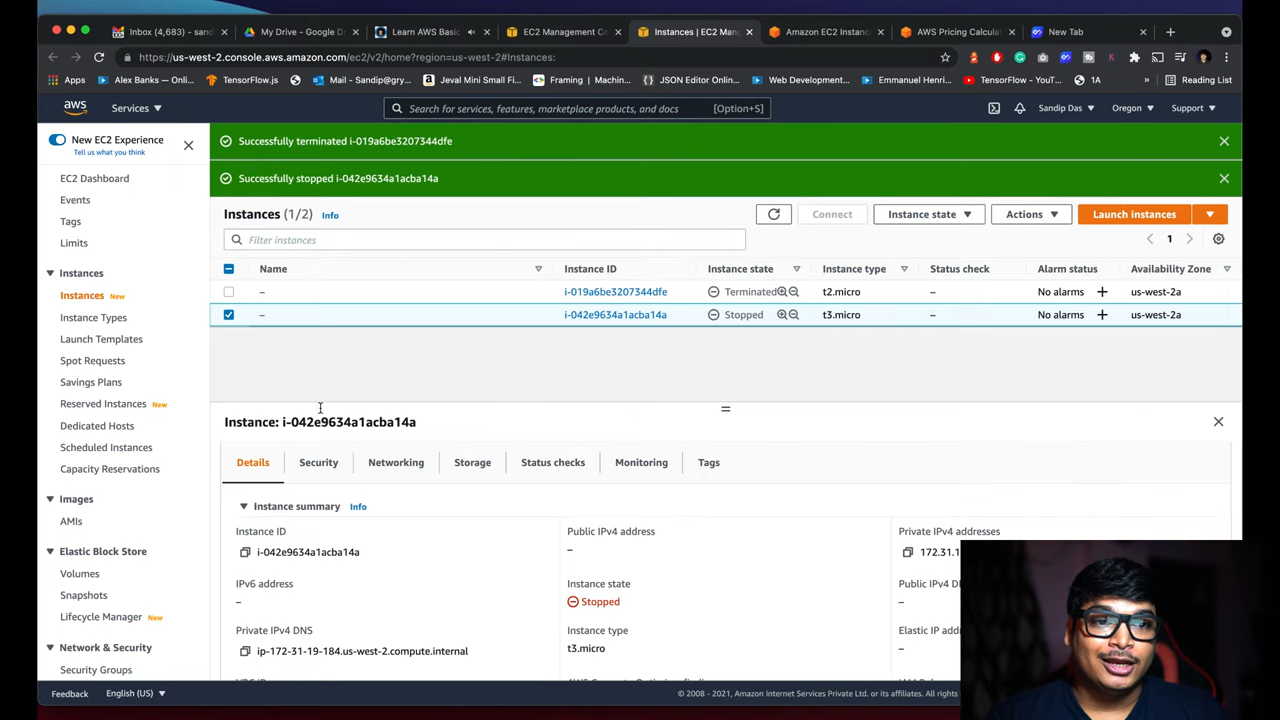 Inbox (4,683) - sand
My Drive - Google D
Learn AWS Basic
EC2 Management Co
Instances | EC2 Man
Amazon EC2 Instanc
AWS Pricing Calcula
New Tab
https://us-west-2.console.aws.amazon.com/ec2/v2/home?region=us-west-2#Instances:
Apps
Alex Banks — Onli...
TensorFlow.js
Mail - Sandip@gry...
Jeval Mini Small Fi...
Framing | Machin...
JSON Editor Onlin...
Web Development...
Emmanuel Henri...
TensorFlow - YouT...
1A
Reading List
aws
Services
Search for services, features, marketplace products, and docs
[Option+S]
Sandip Das
Oregon
Support
New EC2 Experience
Tell us what you think
EC2 Dashboard
Events
Tags
Limits
Instances
Instances New
Instance Types
Launch Templates
Spot Requests
Savings Plans
Reserved Instances New
Dedicated Hosts
Scheduled Instances
Capacity Reservations
Images
AMIs
Elastic Block Store
Volumes
Snapshots
Lifecycle Manager New
Network & Security
Security Groups
Successfully terminated i-019a6be3207344dfe
Successfully stopped i-042e9634a1acba14a
Instances (1/2) Info
Connect
Instance state
Actions
Launch instances
Filter instances
1
Name Instance ID Instance state Instance type Status check Alarm status Availability Zone
– i-019a6be3207344dfe Terminated t2.micro – No alarms + us-west-2a
– i-042e9634a1acba14a Stopped t3.micro – No alarms + us-west-2a
Instance: i-042e9634a1acba14a
Details Security Networking Storage Status checks Monitoring Tags
Instance summary Info
Instance ID
i-042e9634a1acba14a
Public IPv4 address
–
Private IPv4 addresses
172.31.1
IPv6 address
–
Instance state
Stopped
Public IPv4 D
–
Private IPv4 DNS
ip-172-31-19-184.us-west-2.compute.internal
Instance type
t3.micro
Elastic IP add
–
Feedback
English (US)
© 2008 - 2021, Amazon Internet Services Private Ltd. or its affiliates. All rights